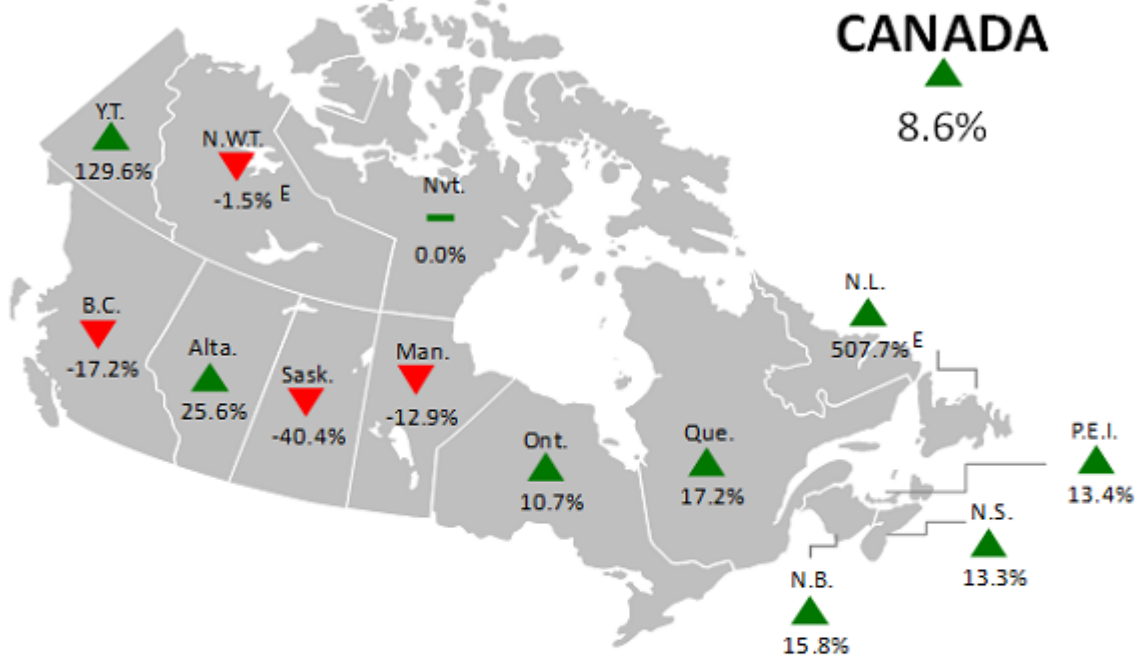 CANADA
8.6%
Y.T.
129.6%
N.W.T.
-1.5% E
Nvt.
0.0%
B.C.
-17.2%
Alta.
25.6%
Sask.
-40.4%
Man.
-12.9%
Ont.
10.7%
Que.
17.2%
N.L.
507.7% E
P.E.I.
13.4%
N.S.
13.3%
N.B.
15.8%